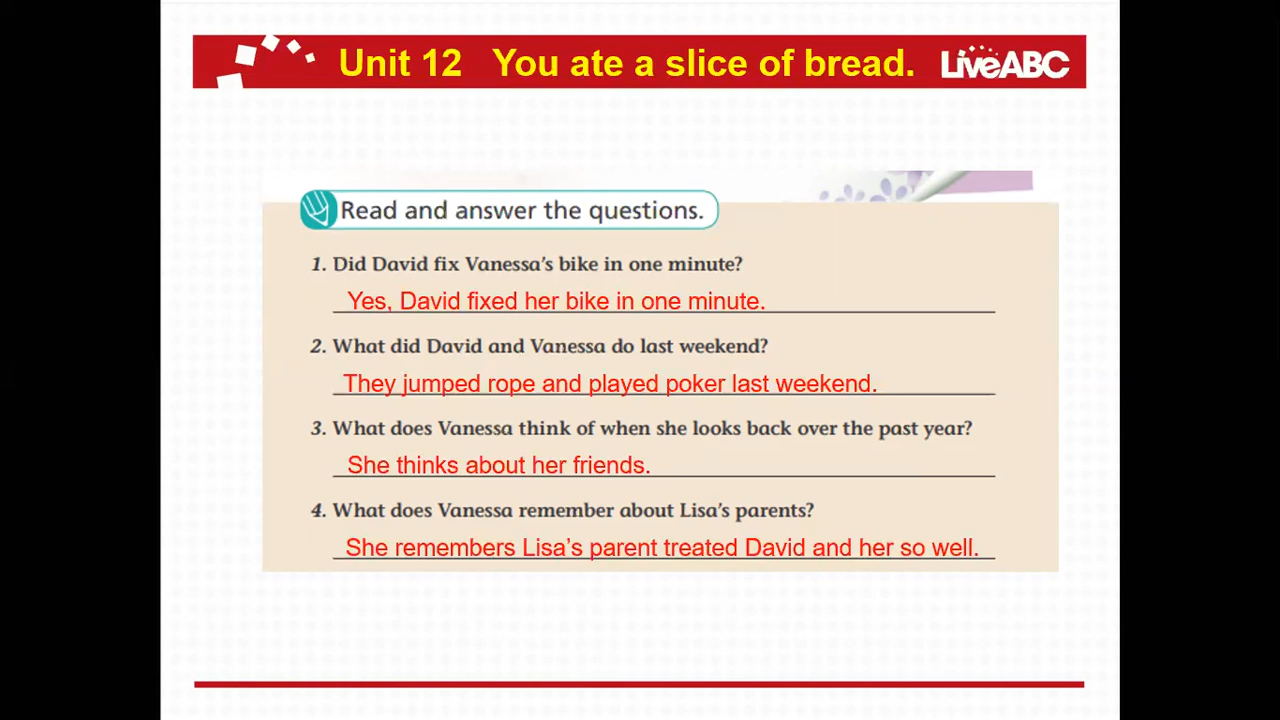 Unit 12 You ate a slice of bread.
LiveABC
Read and answer the questions.
1. Did David fix Vanessa's bike in one minute?
Yes, David fixed her bike in one minute.
2. What did David and Vanessa do last weekend?
They jumped rope and played poker last weekend.
3. What does Vanessa think of when she looks back over the past year?
She thinks about her friends.
4. What does Vanessa remember about Lisa's parents?
She remembers Lisa's parent treated David and her so well.